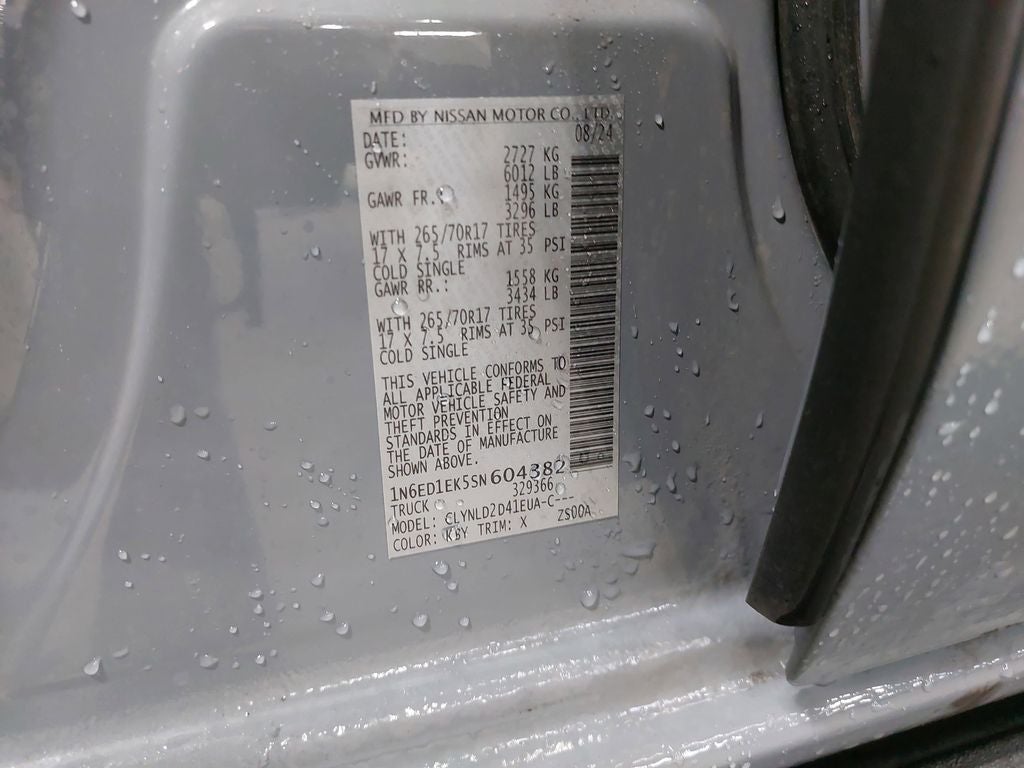 MFD BY NISSAN MOTOR CO., LTD.
DATE: 08/24
GVWR: 2727 KG
6012 LB
GAWR FR.: 1495 KG
3296 LB
WITH 265/70R17 TIRES
17 X 7.5 RIMS AT 35 PSI
COLD SINGLE
GAWR RR.: 1558 KG
3434 LB
WITH 265/70R17 TIRES
17 X 7.5 RIMS AT 35 PSI
COLD SINGLE
THIS VEHICLE CONFORMS TO
ALL APPLICABLE FEDERAL
MOTOR VEHICLE SAFETY AND
THEFT PREVENTION
STANDARDS IN EFFECT ON
THE DATE OF MANUFACTURE
SHOWN ABOVE.
1N6ED1EK5SN604382
TRUCK 329366
MODEL: CLYNLD2D41EUA-C---
COLOR: KBY TRIM: X ZS00A